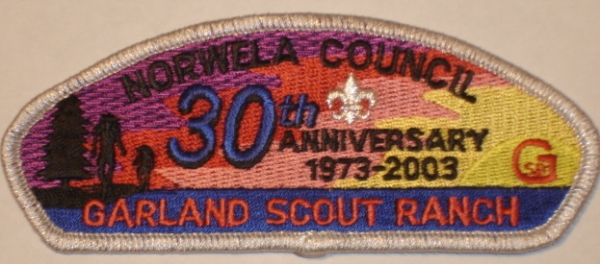 NORWELA COUNCIL
30th
ANNIVERSARY
1973-2003
GARLAND SCOUT RANCH